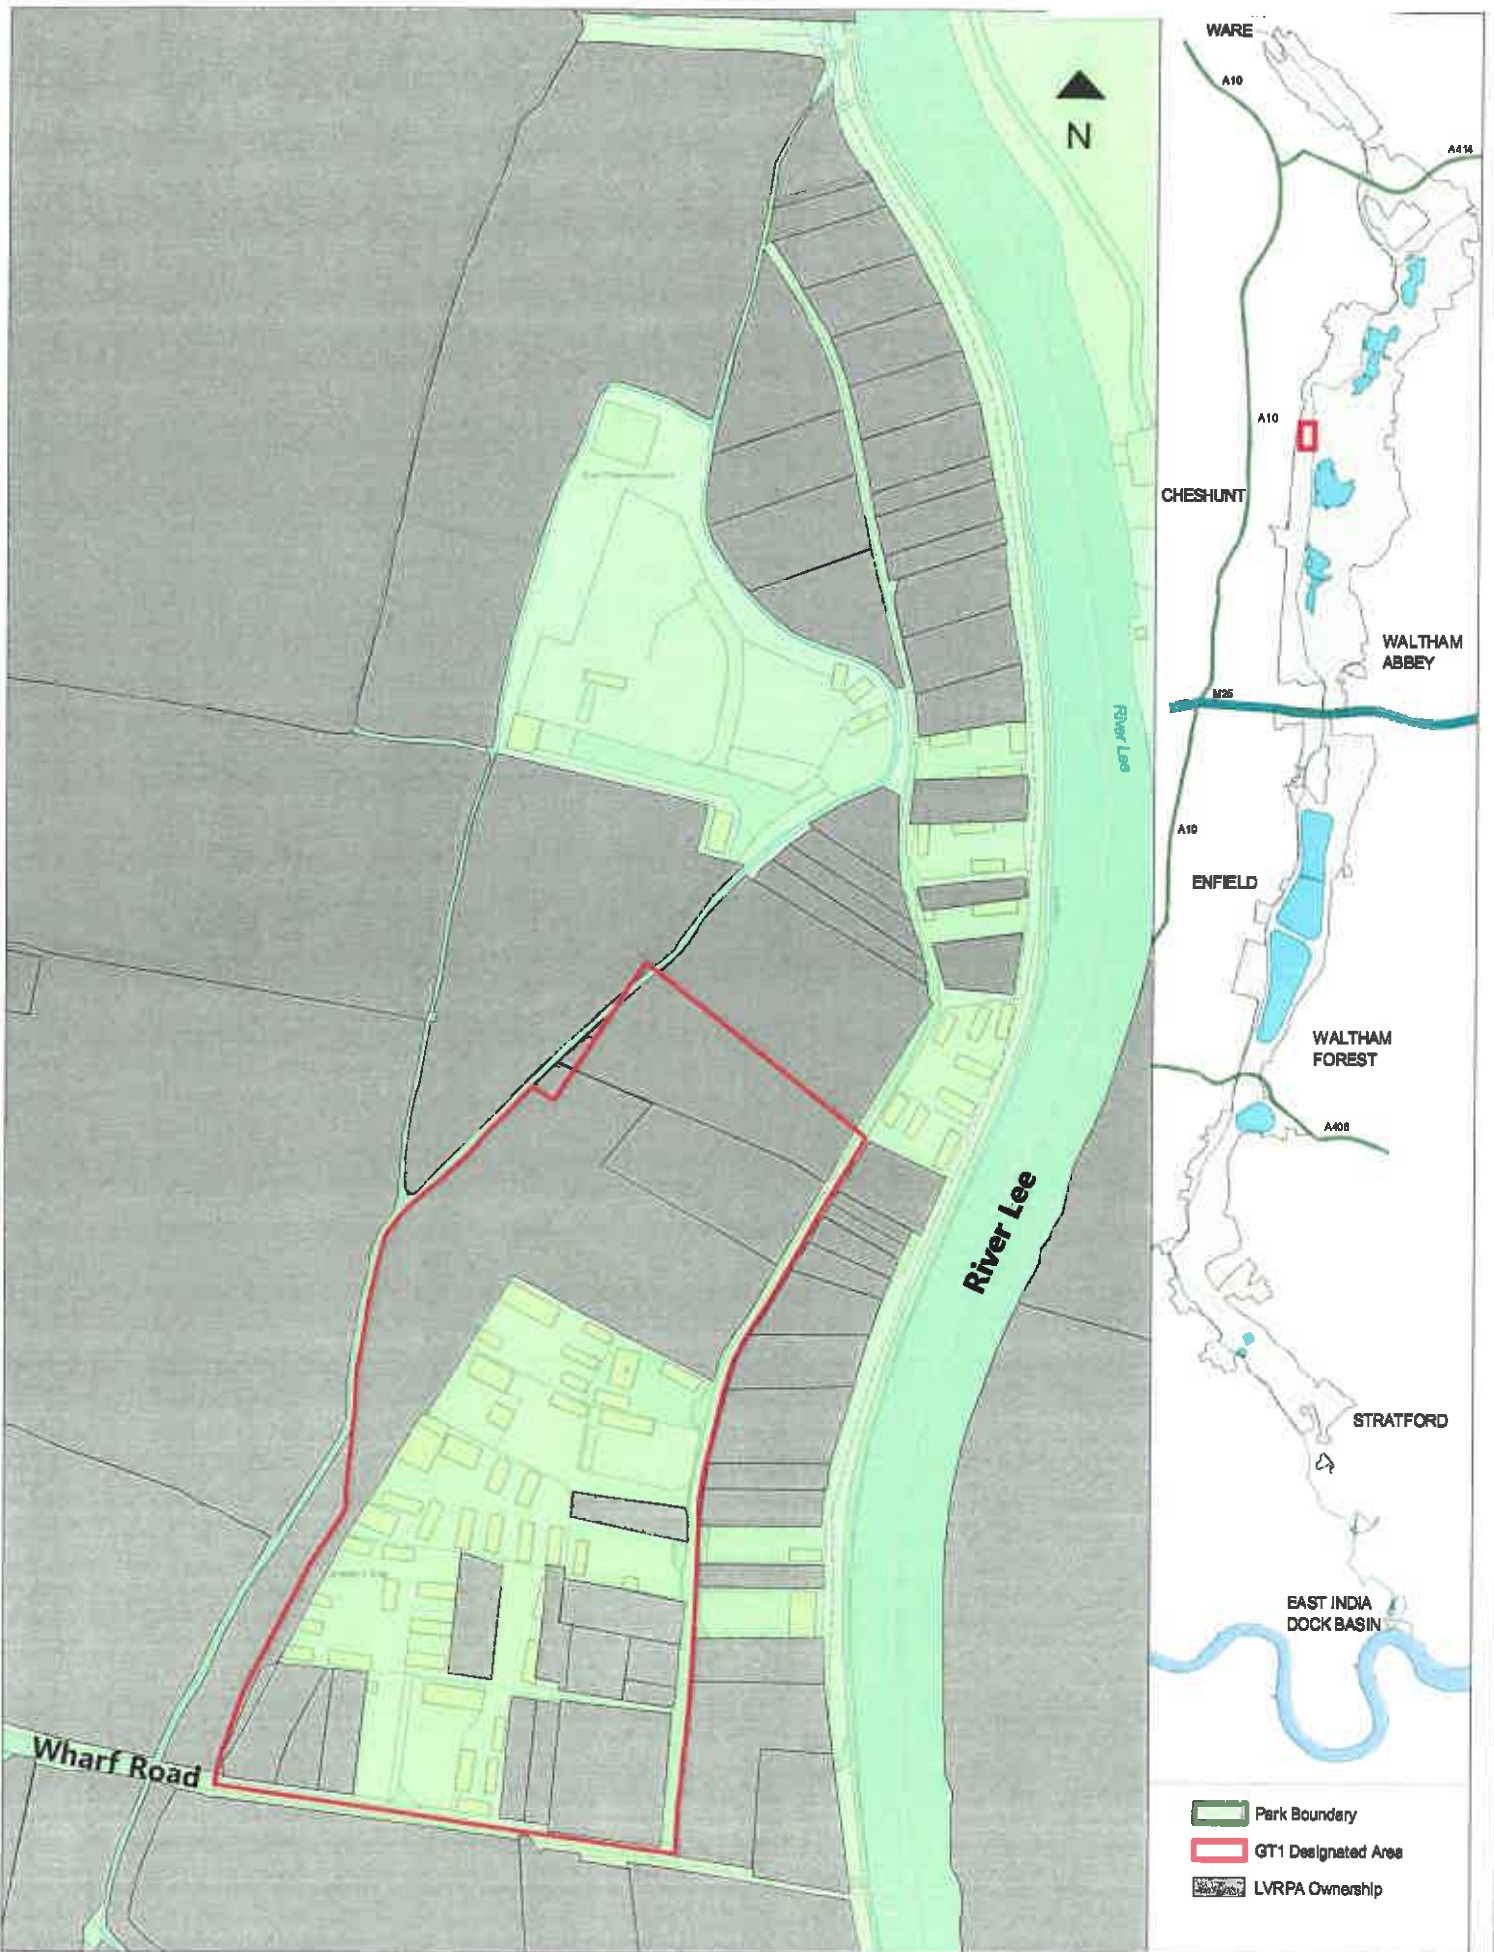 N
River Lee
River Lee
Wharf Road
WARE
A10
A414
A10
CHESHUNT
WALTHAM
ABBEY
M25
A10
ENFIELD
WALTHAM
FOREST
A406
STRATFORD
EAST INDIA
DOCK BASIN
Park Boundary
GT1 Designated Area
LVRPA Ownership